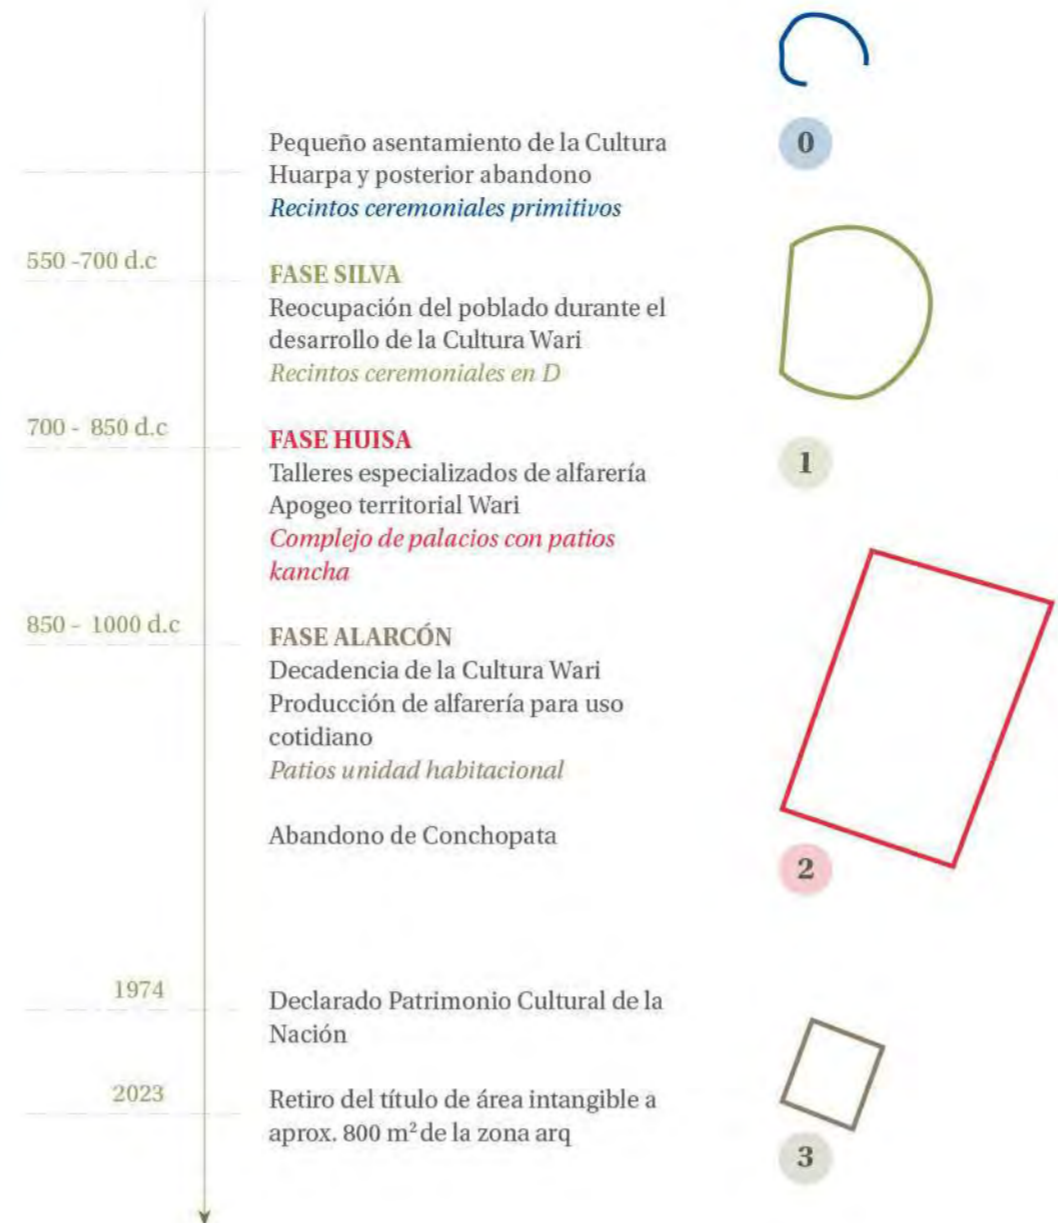 Pequeño asentamiento de la Cultura
Huarpa y posterior abandono
Recintos ceremoniales primitivos
0
550 -700 d.c
FASE SILVA
Reocupación del poblado durante el
desarrollo de la Cultura Wari
Recintos ceremoniales en D
1
700 - 850 d.c
FASE HUISA
Talleres especializados de alfarería
Apogeo territorial Wari
Complejo de palacios con patios
kancha
2
850 - 1000 d.c
FASE ALARCÓN
Decadencia de la Cultura Wari
Producción de alfarería para uso
cotidiano
Patios unidad habitacional
Abandono de Conchopata
1974
Declarado Patrimonio Cultural de la
Nación
2023
Retiro del título de área intangible a
aprox. 800 m² de la zona arq
3